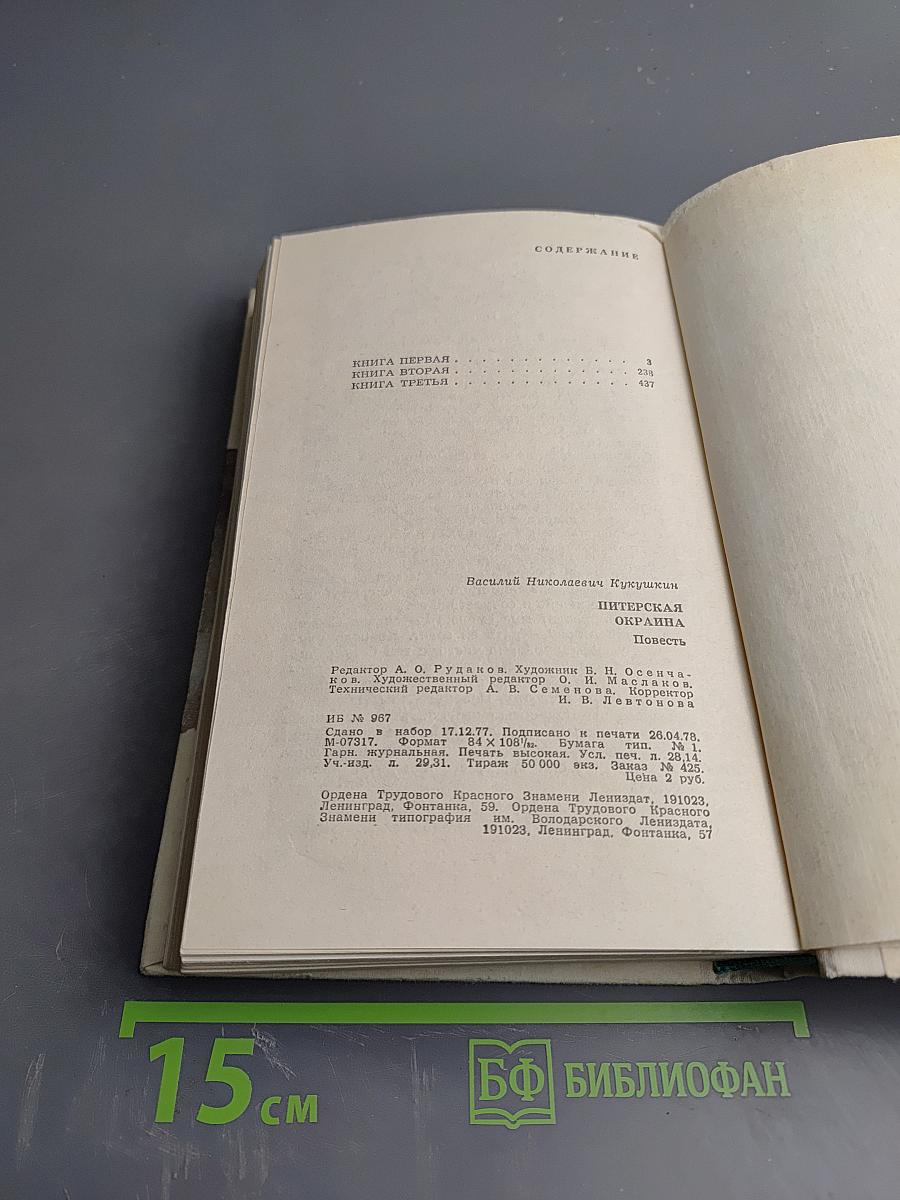 СОДЕРЖАНИЕ
КНИГА ПЕРВАЯ . . . . . . . . . . . . . 3
КНИГА ВТОРАЯ . . . . . . . . . . . . . 238
КНИГА ТРЕТЬЯ . . . . . . . . . . . . . 437
Василий Николаевич Кукушкин
ПИТЕРСКАЯ
ОКРАИНА
Повесть
Редактор А. О. Рудаков. Художник Б. Н. Осенча-
ков. Художественный редактор О. И. Маслаков.
Технический редактор А. В. Семенова. Корректор
И. В. Левтонова
ИБ № 967
Сдано в набор 17.12.77. Подписано к печати 26.04.78.
М-07317. Формат 84 × 108¹/₃₂. Бумага тип. № 1.
Гарн. журнальная. Печать высокая. Усл. печ. л. 28,14.
Уч.-изд. л. 29,31. Тираж 50 000 экз. Заказ № 425.
Цена 2 руб.
Ордена Трудового Красного Знамени Лениздат, 191023,
Ленинград, Фонтанка, 59. Ордена Трудового Красного
Знамени типография им. Володарского Лениздата,
191023, Ленинград, Фонтанка, 57
15 см
БФ БИБЛИОФАН